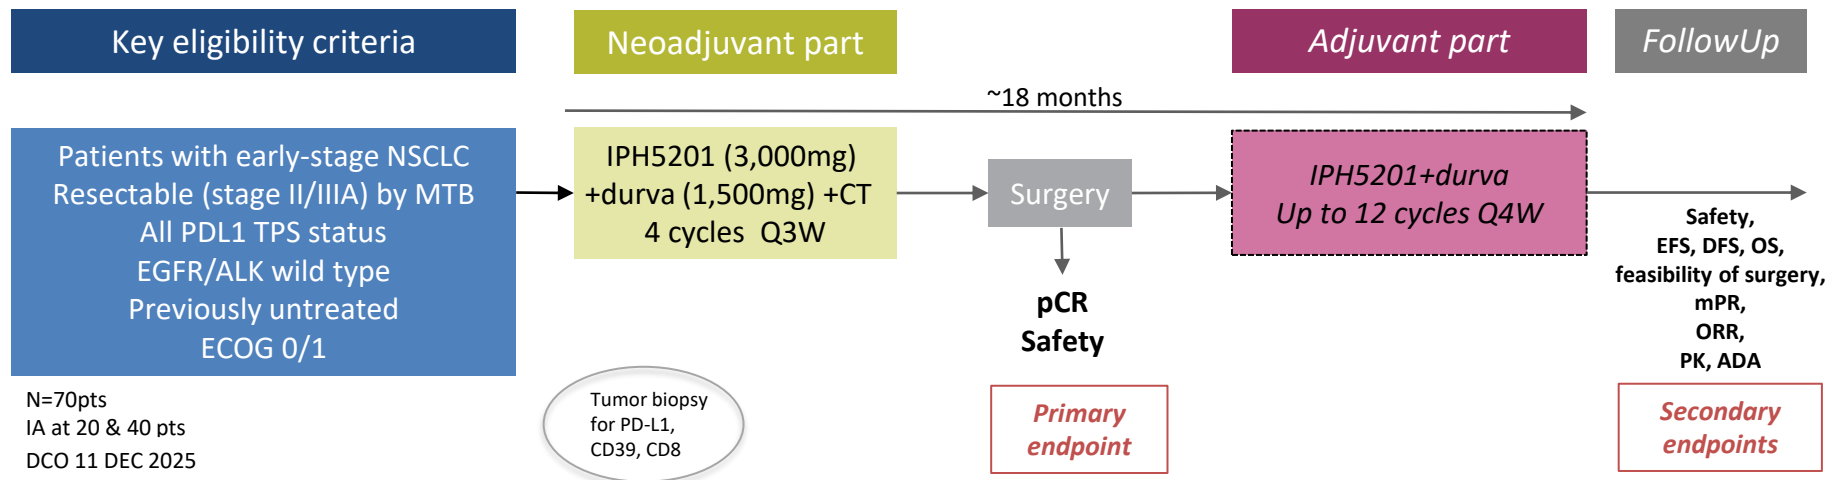 Key eligibility criteria
Neoadjuvant part
Adjuvant part
FollowUp
~18 months
Patients with early-stage NSCLC
Resectable (stage II/IIIA) by MTB
All PDL1 TPS status
EGFR/ALK wild type
Previously untreated
ECOG 0/1
IPH5201 (3,000mg)
+durva (1,500mg) +CT
4 cycles Q3W
Surgery
IPH5201+durva
Up to 12 cycles Q4W
pCR
Safety
Safety,
EFS, DFS, OS,
feasibility of surgery,
mPR,
ORR,
PK, ADA
N=70pts
IA at 20 & 40 pts
DCO 11 DEC 2025
Tumor biopsy
for PD-L1,
CD39, CD8
Primary
endpoint
Secondary
endpoints